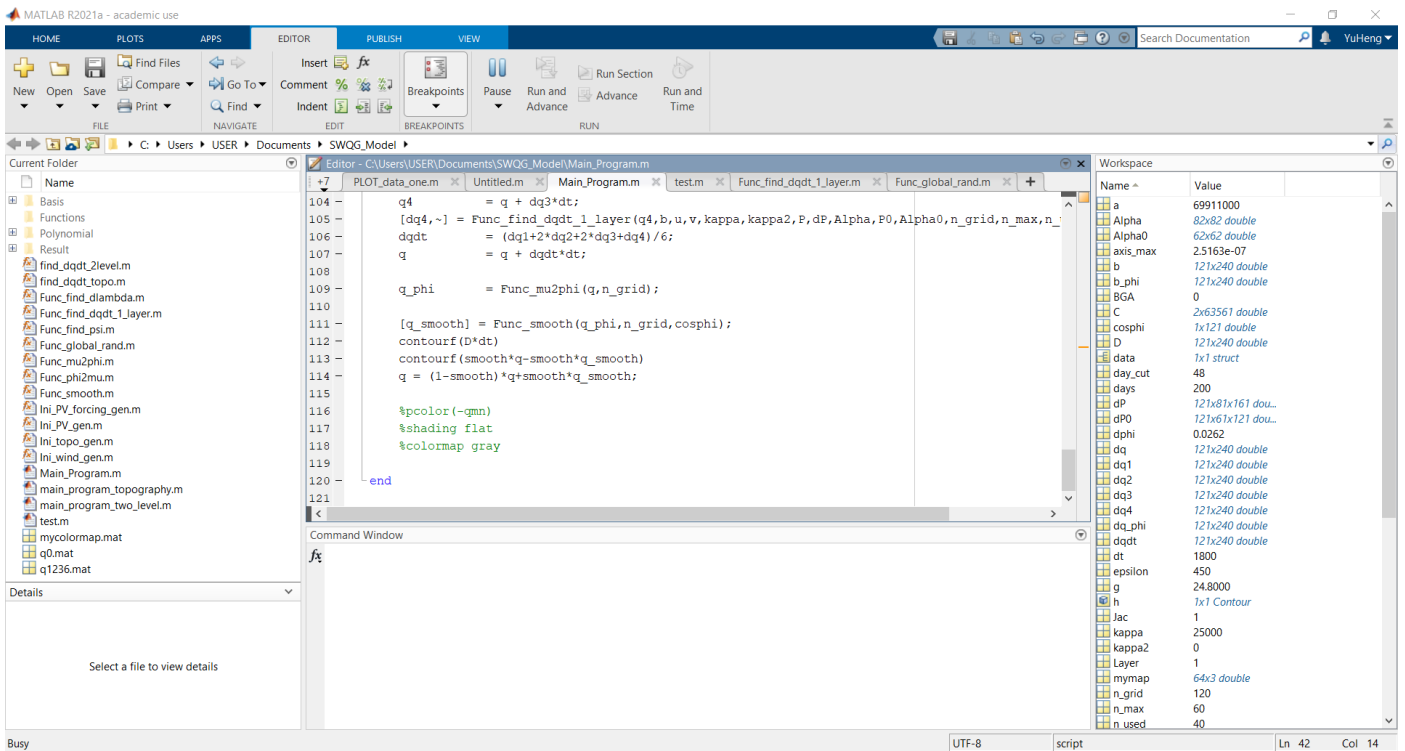 MATLAB R2021a - academic use
HOME PLOTS APPS EDITOR PUBLISH VIEW Search Documentation YuHeng
New Open Save Find Files Compare Print
FILE
Go To Find
NAVIGATE
Insert fx
Comment %
Indent
EDIT
Breakpoints
BREAKPOINTS
Pause Run and Advance Run Section Advance Run and Time
RUN
C: Users USER Documents SWQG_Model
Current Folder
Name
Basis
Functions
Polynomial
Result
find_dqdt_2level.m
find_dqdt_topo.m
Func_find_dlambda.m
Func_find_dqdt_1_layer.m
Func_find_psi.m
Func_global_rand.m
Func_mu2phi.m
Func_phi2mu.m
Func_smooth.m
Ini_PV_forcing_gen.m
Ini_PV_gen.m
Ini_topo_gen.m
Ini_wind_gen.m
Main_Program.m
main_program_topography.m
main_program_two_level.m
test.m
mycolormap.mat
q0.mat
q1236.mat
Details
Select a file to view details
Editor - C:\Users\USER\Documents\SWQG_Model\Main_Program.m
+7 PLOT_data_one.m Untitled.m Main_Program.m test.m Func_find_dqdt_1_layer.m Func_global_rand.m +
104 - q4 = q + dq3*dt;
105 - [dq4,~] = Func_find_dqdt_1_layer(q4,b,u,v,kappa,kappa2,P,dP,Alpha,P0,Alpha0,n_grid,n_max,n_
106 - dqdt = (dq1+2*dq2+2*dq3+dq4)/6;
107 - q = q + dqdt*dt;
108
109 - q_phi = Func_mu2phi(q,n_grid);
110
111 - [q_smooth] = Func_smooth(q_phi,n_grid,cosphi);
112 - contourf(D*dt)
113 - contourf(smooth*q-smooth*q_smooth)
114 - q = (1-smooth)*q+smooth*q_smooth;
115
116 %pcolor(-qmn)
117 %shading flat
118 %colormap gray
119
120 - end
121
Command Window
fx
Workspace
Name Value
a 69911000
Alpha 82x82 double
Alpha0 62x62 double
axis_max 2.5163e-07
b 121x240 double
b_phi 121x240 double
BGA 0
C 2x63561 double
cosphi 1x121 double
D 121x240 double
data 1x1 struct
day_cut 48
days 200
dP 121x81x161 dou...
dP0 121x61x121 dou...
dphi 0.0262
dq 121x240 double
dq1 121x240 double
dq2 121x240 double
dq3 121x240 double
dq4 121x240 double
dq_phi 121x240 double
dqdt 121x240 double
dt 1800
epsilon 450
g 24.8000
h 1x1 Contour
Jac 1
kappa 25000
kappa2 0
Layer 1
mymap 64x3 double
n_grid 120
n_max 60
n_used 40
Busy UTF-8 script Ln 42 Col 14